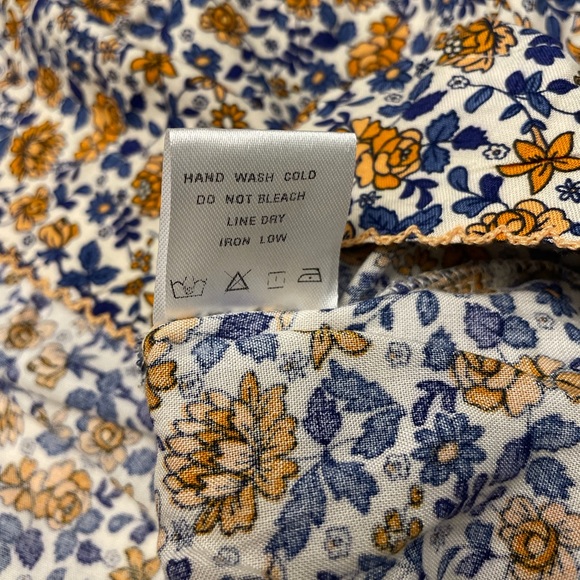 HAND WASH COLD
DO NOT BLEACH
LINE DRY
IRON LOW